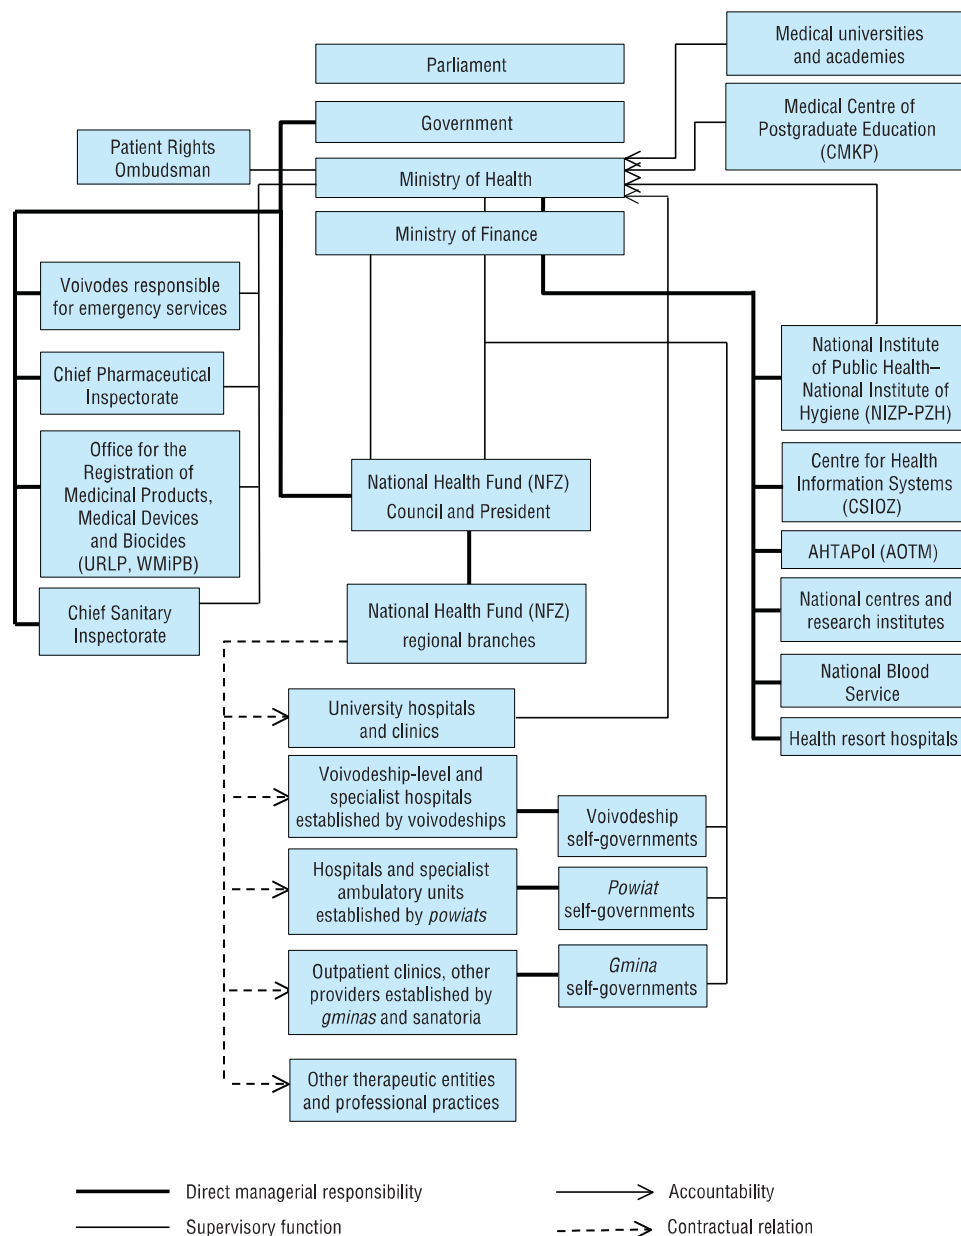 Medical universities
and academies
Parliament
Medical Centre of
Postgraduate Education
(CMKP)
Government
Patient Rights
Ombudsman
Ministry of Health
Ministry of Finance
Voivodes responsible
for emergency services
National Institute
of Public Health–
National Institute of
Hygiene (NIZP-PZH)
Chief Pharmaceutical
Inspectorate
Office for the
Registration of
Medicinal Products,
Medical Devices
and Biocides
(URLP, WMiPB)
National Health Fund (NFZ)
Council and President
Centre for Health
Information Systems
(CSIOZ)
AHTAPol (AOTM)
Chief Sanitary
Inspectorate
National Health Fund (NFZ)
regional branches
National centres and
research institutes
National Blood
Service
University hospitals
and clinics
Health resort hospitals
Voivodeship-level and
specialist hospitals
established by voivodeships
Voivodeship
self-governments
Hospitals and specialist
ambulatory units
established by powiats
Powiat
self-governments
Outpatient clinics, other
providers established by
gminas and sanatoria
Gmina
self-governments
Other therapeutic entities
and professional practices
Direct managerial responsibility
Accountability
Supervisory function
Contractual relation